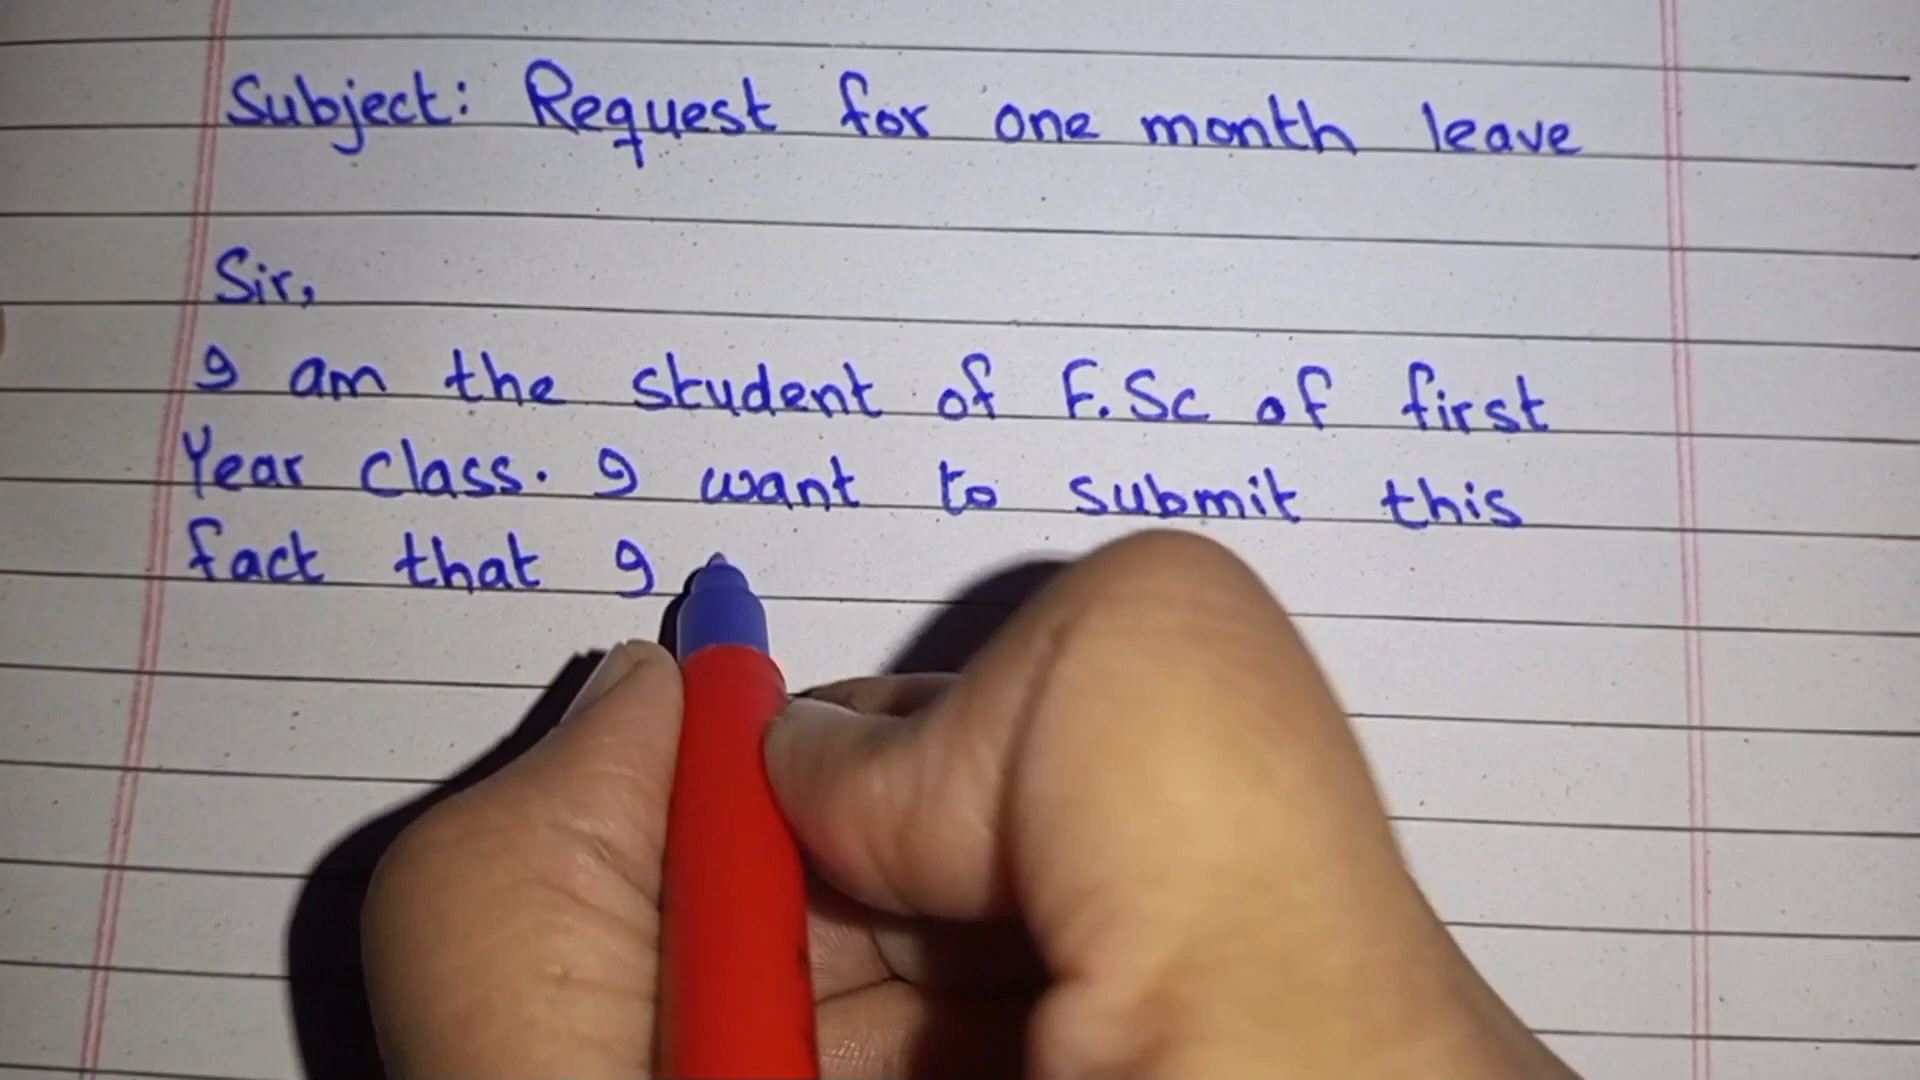 Subject: Request for one month leave
Sir,
I am the student of F.Sc of first
Year class. I want to submit this
fact that I